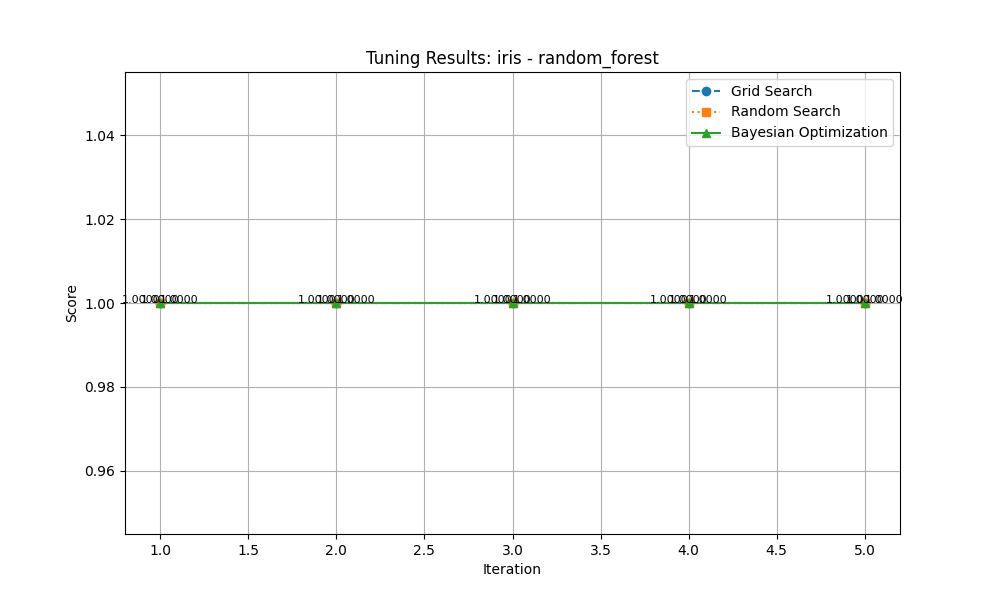 Tuning Results: iris - random_forest
Grid Search
Random Search
Bayesian Optimization
Score
1.04
1.02
1.00
0.98
0.96
1.0 1.5 2.0 2.5 3.0 3.5 4.0 4.5 5.0
Iteration